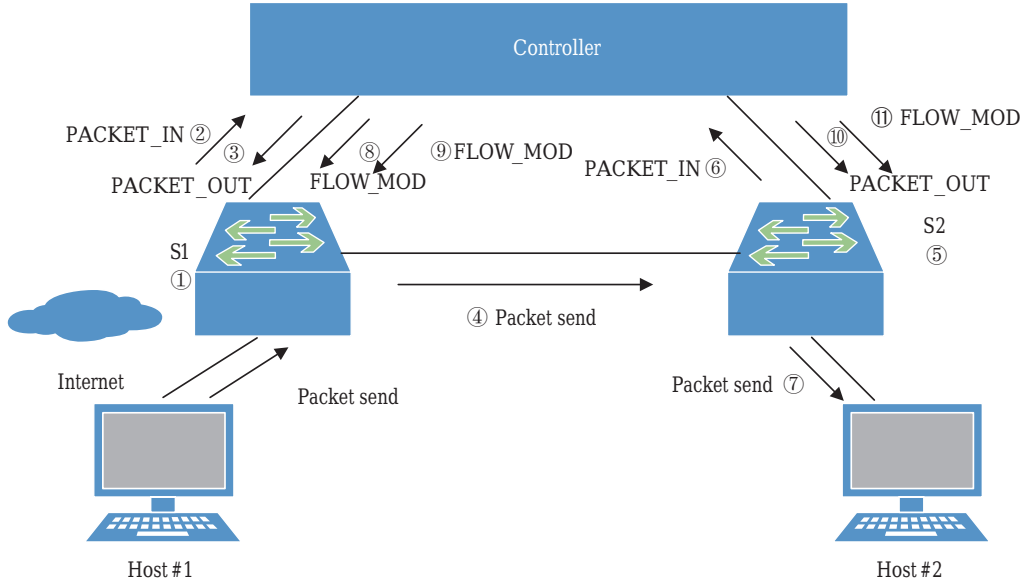 Controller
⑪ FLOW_MOD
PACKET_IN ②
③
⑧
⑨FLOW_MOD
⑩
PACKET_IN ⑥
PACKET_OUT
FLOW_MOD
PACKET_OUT
S1
①
S2
⑤
④ Packet send
Internet
Packet send
Packet send ⑦
Host #1
Host #2